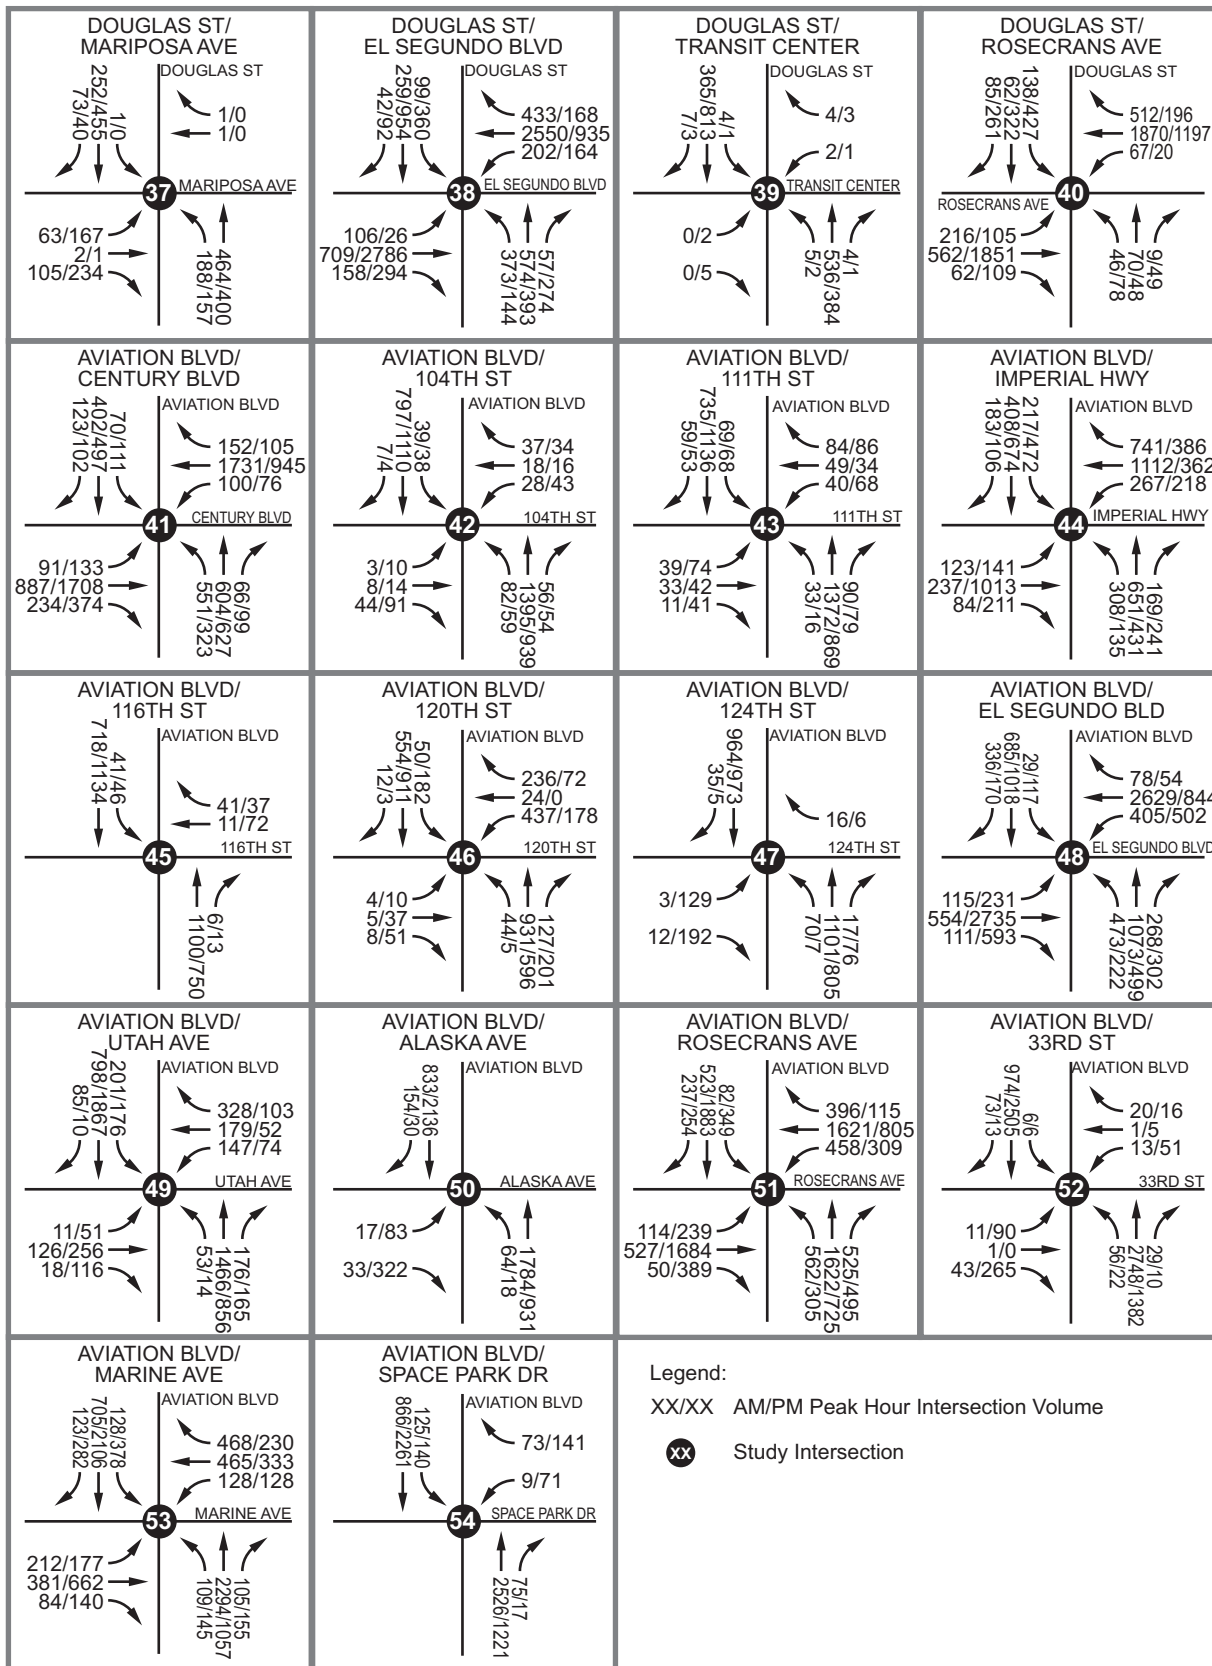 DOUGLAS ST/
MARIPOSA AVE
DOUGLAS ST
252/455
73/40
1/0
1/0
1/0
37
MARIPOSA AVE
63/167
2/1
105/234
464/400
188/157
DOUGLAS ST/
EL SEGUNDO BLVD
DOUGLAS ST
99/360
259/954
42/92
433/168
2550/935
202/164
38
EL SEGUNDO BLVD
106/26
709/2786
158/294
57/274
574/393
373/144
DOUGLAS ST/
TRANSIT CENTER
DOUGLAS ST
365/813
7/3
4/1
4/3
2/1
39
TRANSIT CENTER
0/2
0/5
4/1
536/384
5/2
DOUGLAS ST/
ROSECRANS AVE
DOUGLAS ST
138/427
62/322
85/261
512/196
1870/1197
67/20
40
ROSECRANS AVE
216/105
562/1851
62/109
9/49
70/48
46/78
AVIATION BLVD/
CENTURY BLVD
AVIATION BLVD
70/111
402/497
123/102
152/105
1731/945
100/76
41
CENTURY BLVD
91/133
887/1708
234/374
66/99
604/627
551/323
AVIATION BLVD/
104TH ST
AVIATION BLVD
39/38
797/1110
7/4
37/34
18/16
28/43
42
104TH ST
3/10
8/14
44/91
56/54
1395/939
82/59
AVIATION BLVD/
111TH ST
AVIATION BLVD
69/68
735/1136
59/53
84/86
49/34
40/68
43
111TH ST
39/74
33/42
11/41
90/79
1372/869
33/16
AVIATION BLVD/
IMPERIAL HWY
AVIATION BLVD
217/472
408/674
183/106
741/386
1112/362
267/218
44
IMPERIAL HWY
123/141
237/1013
84/211
169/241
651/431
308/135
AVIATION BLVD/
116TH ST
AVIATION BLVD
41/46
718/1134
41/37
11/72
45
116TH ST
6/13
1100/750
AVIATION BLVD/
120TH ST
AVIATION BLVD
50/182
554/911
12/3
236/72
24/0
437/178
46
120TH ST
4/10
5/37
8/51
127/201
931/596
44/5
AVIATION BLVD/
124TH ST
AVIATION BLVD
964/973
35/5
16/6
47
124TH ST
3/129
12/192
17/76
1101/805
70/7
AVIATION BLVD/
EL SEGUNDO BLD
AVIATION BLVD
29/117
685/1018
336/170
78/54
2629/844
405/502
48
EL SEGUNDO BLVD
115/231
554/2735
111/593
268/302
1073/499
473/222
AVIATION BLVD/
UTAH AVE
AVIATION BLVD
201/176
798/1867
85/10
328/103
179/52
147/74
49
UTAH AVE
11/51
126/256
18/116
176/165
1466/856
53/14
AVIATION BLVD/
ALASKA AVE
AVIATION BLVD
833/2136
154/30
50
ALASKA AVE
17/83
33/322
1784/931
64/18
AVIATION BLVD/
ROSECRANS AVE
AVIATION BLVD
82/349
523/1883
237/254
396/115
1621/805
458/309
51
ROSECRANS AVE
114/239
527/1684
50/389
525/495
1622/725
562/305
AVIATION BLVD/
33RD ST
AVIATION BLVD
6/6
974/2505
73/13
20/16
1/5
13/51
52
33RD ST
11/90
1/0
43/265
29/10
2748/1382
56/22
AVIATION BLVD/
MARINE AVE
AVIATION BLVD
128/378
705/2106
123/282
468/230
465/333
128/128
53
MARINE AVE
212/177
381/662
84/140
105/155
2294/1057
109/145
AVIATION BLVD/
SPACE PARK DR
AVIATION BLVD
125/140
866/2261
73/141
9/71
54
SPACE PARK DR
75/17
2526/1221
Legend:
XX/XX AM/PM Peak Hour Intersection Volume
XX Study Intersection